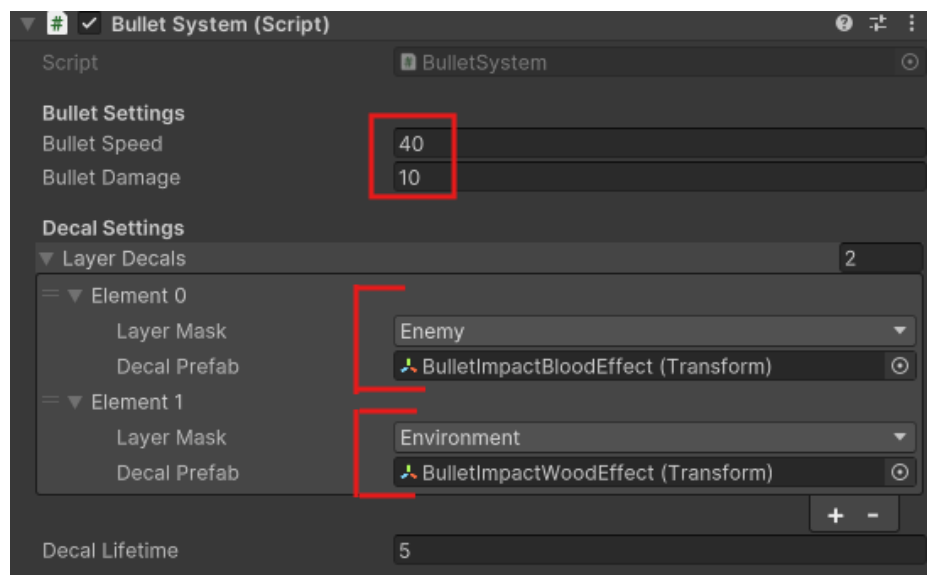 Bullet System (Script)
Script BulletSystem
Bullet Settings
Bullet Speed 40
Bullet Damage 10
Decal Settings
Layer Decals 2
Element 0
Layer Mask Enemy
Decal Prefab BulletImpactBloodEffect (Transform)
Element 1
Layer Mask Environment
Decal Prefab BulletImpactWoodEffect (Transform)
+ -
Decal Lifetime 5